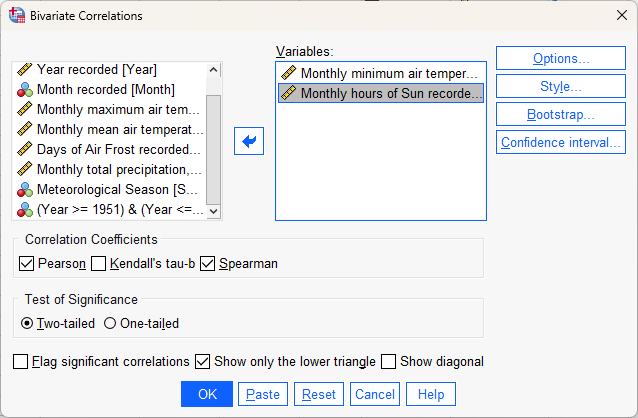 Bivariate Correlations
Variables:
Year recorded [Year]
Month recorded [Month]
Monthly maximum air tem...
Monthly mean air temperat...
Days of Air Frost recorded...
Monthly total precipitation,...
Meteorological Season [S...
(Year >= 1951) & (Year <=...
Monthly minimum air temper...
Monthly hours of Sun recorde...
Options...
Style...
Bootstrap...
Confidence interval...
Correlation Coefficients
Pearson Kendall's tau-b Spearman
Test of Significance
Two-tailed One-tailed
Flag significant correlations Show only the lower triangle Show diagonal
OK Paste Reset Cancel Help